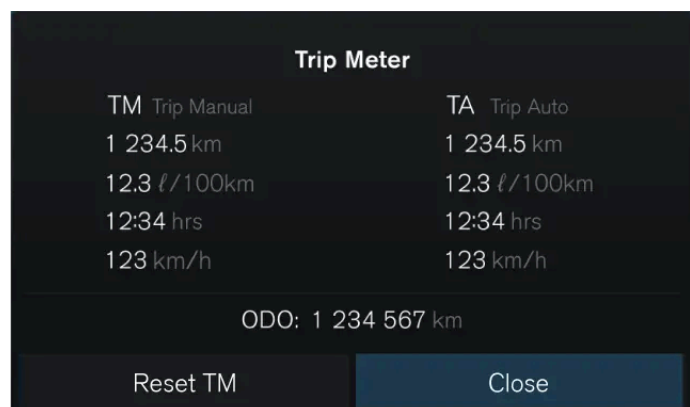 Trip Meter
TM Trip Manual TA Trip Auto
1 234.5 km 1 234.5 km
12.3 ℓ/100km 12.3 ℓ/100km
12:34 hrs 12:34 hrs
123 km/h 123 km/h
ODO: 1 234 567 km
Reset TM Close